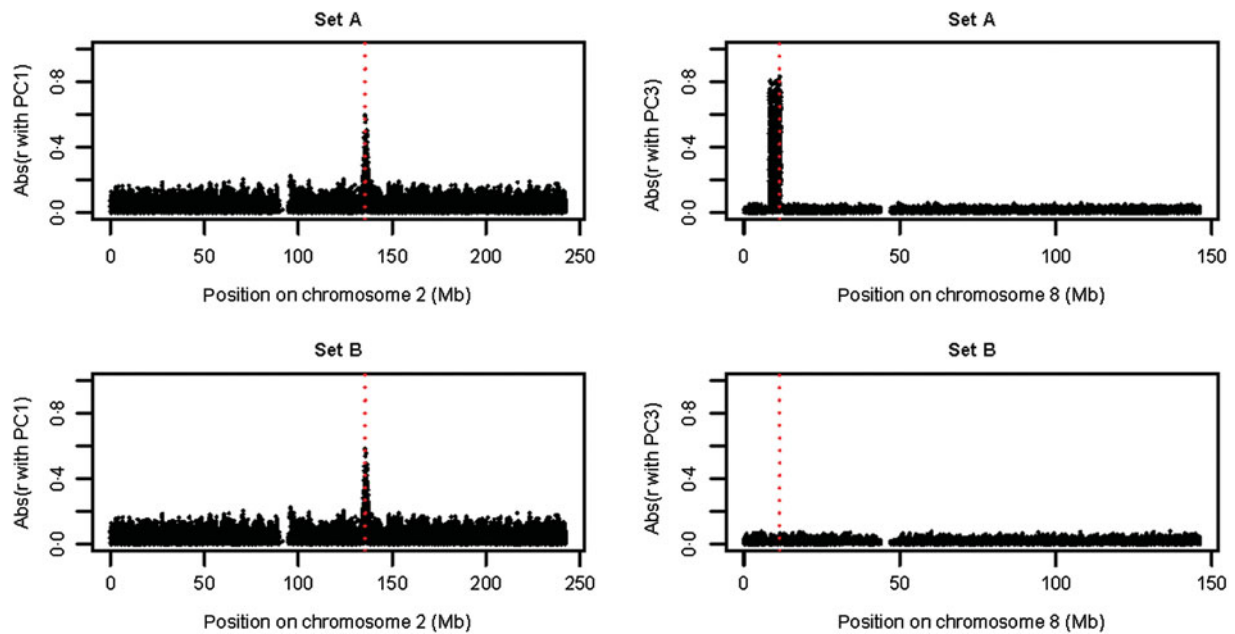 Set A
Abs(r with PC1)
0·0 0·4 0·8
0 50 100 150 200 250
Position on chromosome 2 (Mb)
Set A
Abs(r with PC3)
0·0 0·4 0·8
0 50 100 150
Position on chromosome 8 (Mb)
Set B
Abs(r with PC1)
0·0 0·4 0·8
0 50 100 150 200 250
Position on chromosome 2 (Mb)
Set B
Abs(r with PC3)
0·0 0·4 0·8
0 50 100 150
Position on chromosome 8 (Mb)